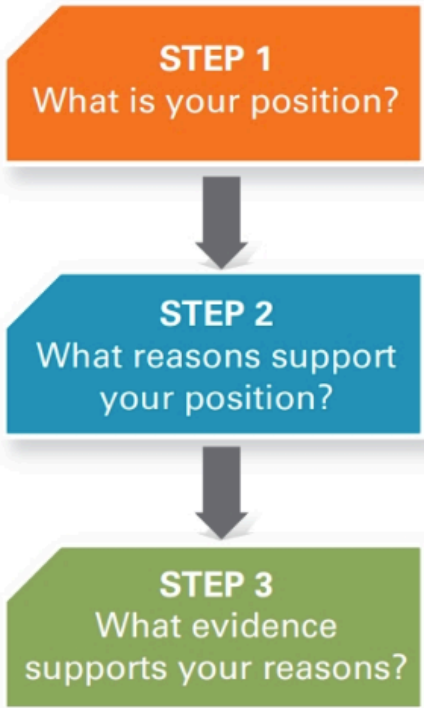 STEP 1
What is your position?
STEP 2
What reasons support
your position?
STEP 3
What evidence
supports your reasons?